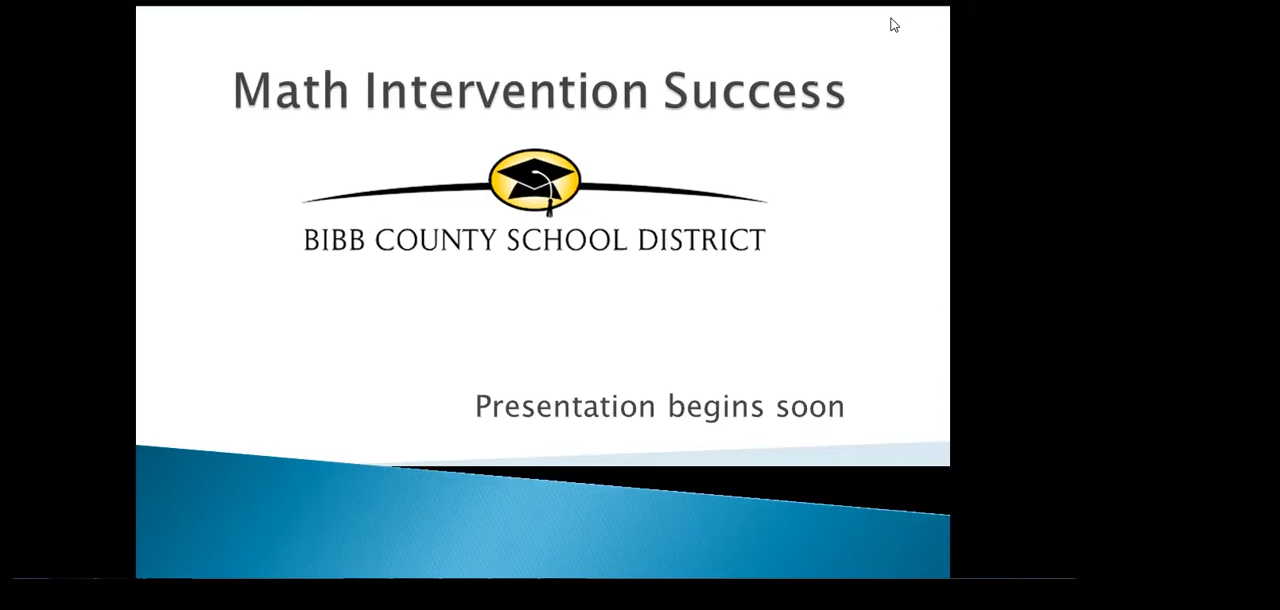 Math Intervention Success
BIBB COUNTY SCHOOL DISTRICT
Presentation begins soon